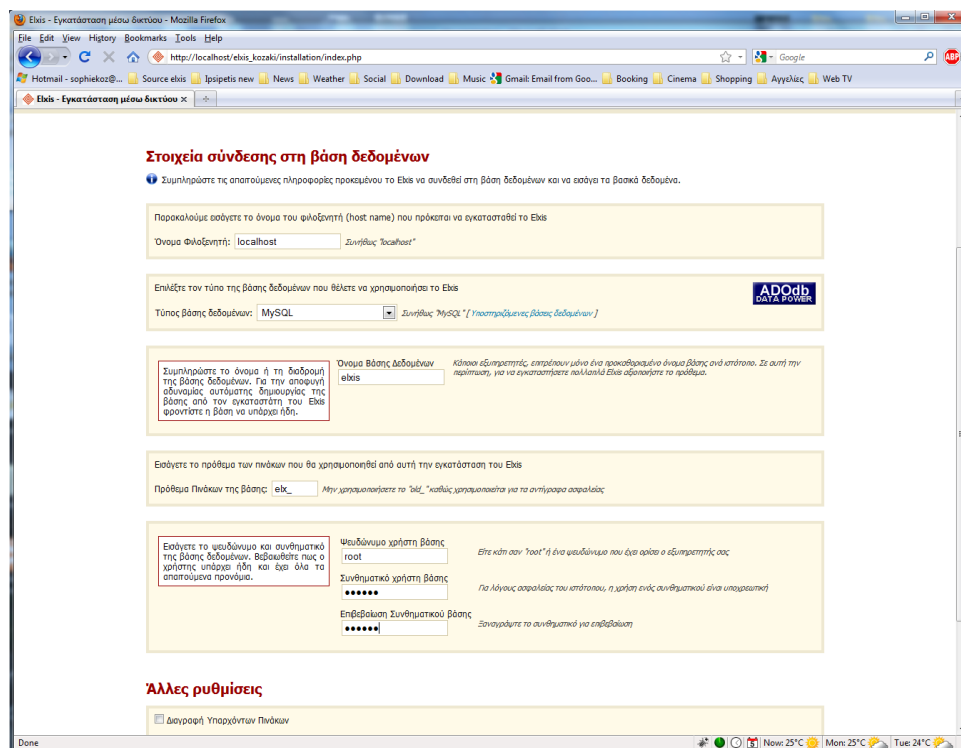 Elxis - Εγκατάσταση μέσω δικτύου - Mozilla Firefox
File Edit View History Bookmarks Tools Help
http://localhost/elxis_kozaki/installation/index.php
Google
ABP
Hotmail - sophiekoz@... Source elxis Ipsipetis new News Weather Social Download Music Gmail: Email from Goo... Booking Cinema Shopping Αγγελίες Web TV
Elxis - Εγκατάσταση μέσω δικτύου
Στοιχεία σύνδεσης στη βάση δεδομένων
Συμπληρώστε τις απαιτούμενες πληροφορίες προκειμένου το Elxis να συνδεθεί στη βάση δεδομένων και να εισάγει τα βασικά δεδομένα.
Παρακαλούμε εισάγετε το όνομα του φιλοξενητή (host name) που πρόκειται να εγκατασταθεί το Elxis
Όνομα Φιλοξενητή: localhost Συνήθως "localhost"
Επιλέξτε τον τύπο της βάσης δεδομένων που θέλετε να χρησιμοποιήσει το Elxis
ADOdb
DATA POWER
Τύπος βάσης δεδομένων: MySQL Συνήθως "MySQL" [ Υποστηριζόμενες βάσεις δεδομένων ]
Συμπληρώστε το όνομα ή τη διαδρομή
της βάσης δεδομένων. Για την αποφυγή
αδυναμίας αυτόματης δημιουργίας της
βάσης από τον εγκαταστάτη του Elxis
φροντίστε η βάση να υπάρχει ήδη.
Όνομα Βάσης Δεδομένων
elxis
Κάποιοι εξυπηρετητές, επιτρέπουν μόνο ένα προκαθορισμένο όνομα βάσης ανά ιστότοπο. Σε αυτή την
περίπτωση, για να εγκαταστήσετε πολλαπλά Elxis αξιοποιήστε το πρόθεμα.
Εισάγετε το πρόθεμα των πινάκων που θα χρησιμοποιηθεί από αυτή την εγκατάσταση του Elxis
Πρόθεμα Πινάκων της βάσης: elx_ Μην χρησιμοποιήσετε το "old_" καθώς χρησιμοποιείται για τα αντίγραφα ασφαλείας
Εισάγετε το ψευδώνυμο και συνθηματικό
της βάσης δεδομένων. Βεβαιωθείτε πως ο
χρήστης υπάρχει ήδη και έχει όλα τα
απαιτούμενα προνόμια.
Ψευδώνυμο χρήστη βάσης
root
Είτε κάτι σαν "root" ή ένα ψευδώνυμο που έχει ορίσει ο εξυπηρετητής σας
Συνθηματικό χρήστη βάσης
●●●●●●
Για λόγους ασφαλείας του ιστότοπου, η χρήση ενός συνθηματικού είναι υποχρεωτική
Επιβεβαίωση Συνθηματικού βάσης
●●●●●●
Ξαναγράψτε το συνθηματικό για επιβεβαίωση
Άλλες ρυθμίσεις
Διαγραφή Υπαρχόντων Πινάκων
Done
5 Now: 25°C Mon: 25°C Tue: 24°C